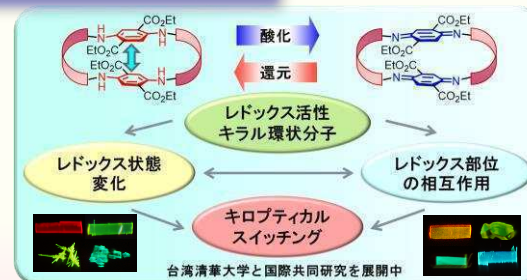 CO₂Et
H
N
H
N
EtO₂C
EtO₂C
N
H
N
H
CO₂Et
酸化
還元
CO₂Et
N
N
EtO₂C
EtO₂C
N
N
CO₂Et
レドックス活性
キラル環状分子
レドックス状態
変化
レドックス部位
の相互作用
キロプティカル
スイッチング
台湾清華大学と国際共同研究を展開中